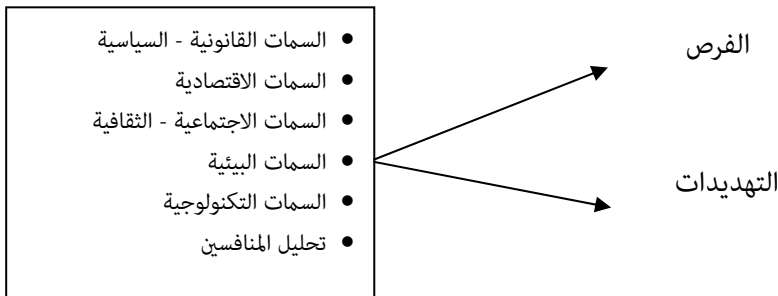 الفرص
التهديدات
• السمات القانونية - السياسية
• السمات الاقتصادية
• السمات الاجتماعية - الثقافية
• السمات البيئية
• السمات التكنولوجية
• تحليل المنافسين